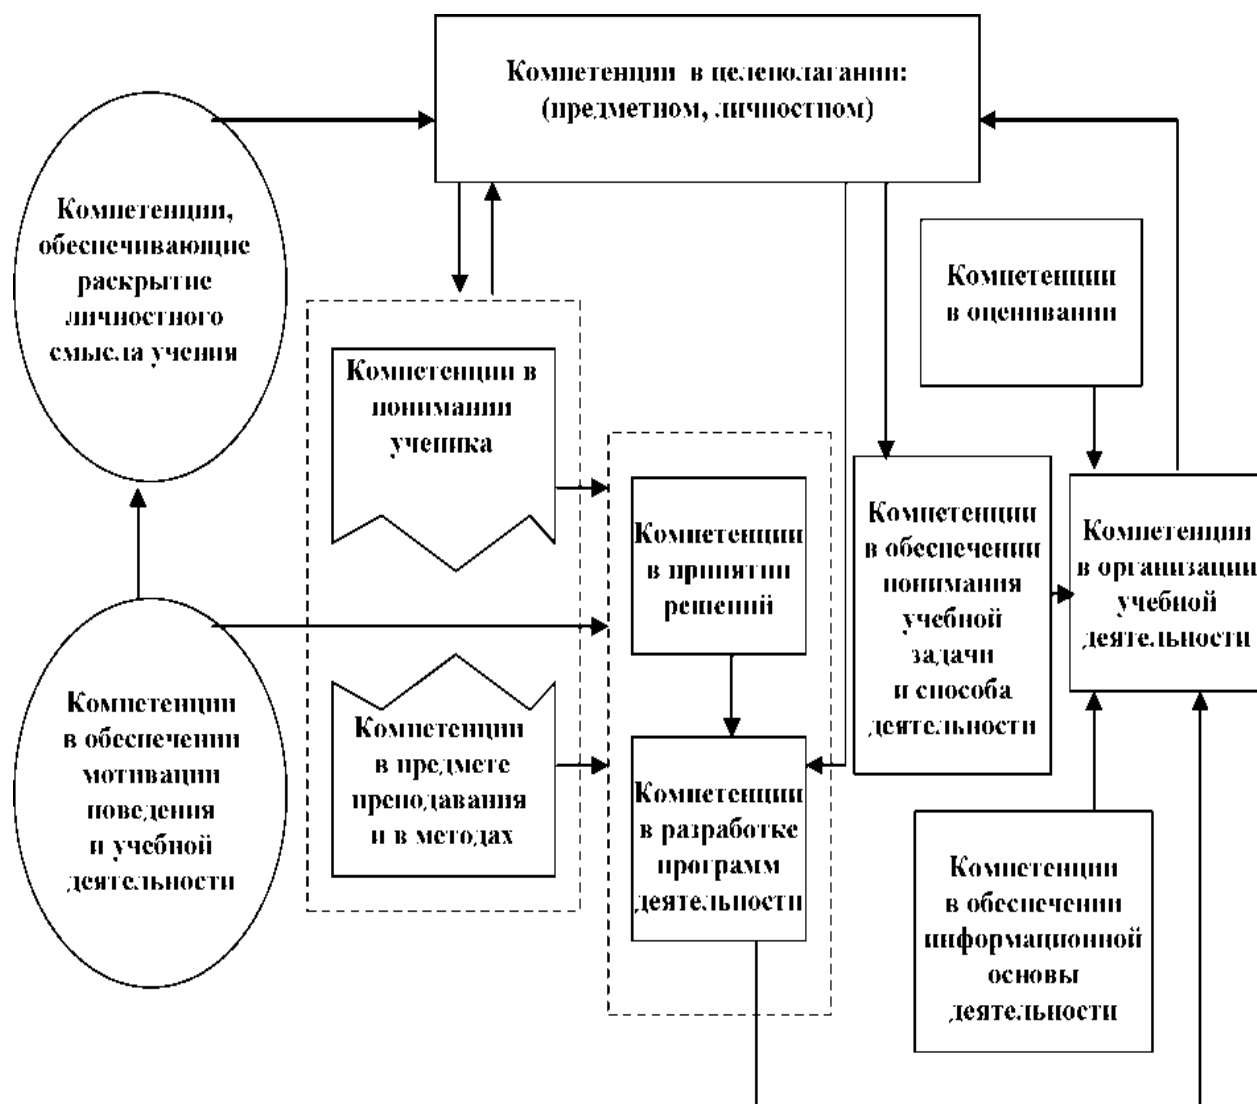 Компетенции в целеполагании:
(предметном, личностном)
Компетенции,
обеспечивающие
раскрытие
личностного
смысла учения
Компетенции
в оценивании
Компетенции в
понимании
ученика
Компетенции
в принятии
решений
Компетенции
в обеспечении
понимания
учебной
задачи
и способа
деятельности
Компетенции
в организации
учебной
деятельности
Компетенции
в обеспечении
мотивации
поведения
и учебной
деятельности
Компетенции
в предмете
преподавания
и в методах
Компетенции
в разработке
программ
деятельности
Компетенции
в обеспечении
информационной
основы
деятельности